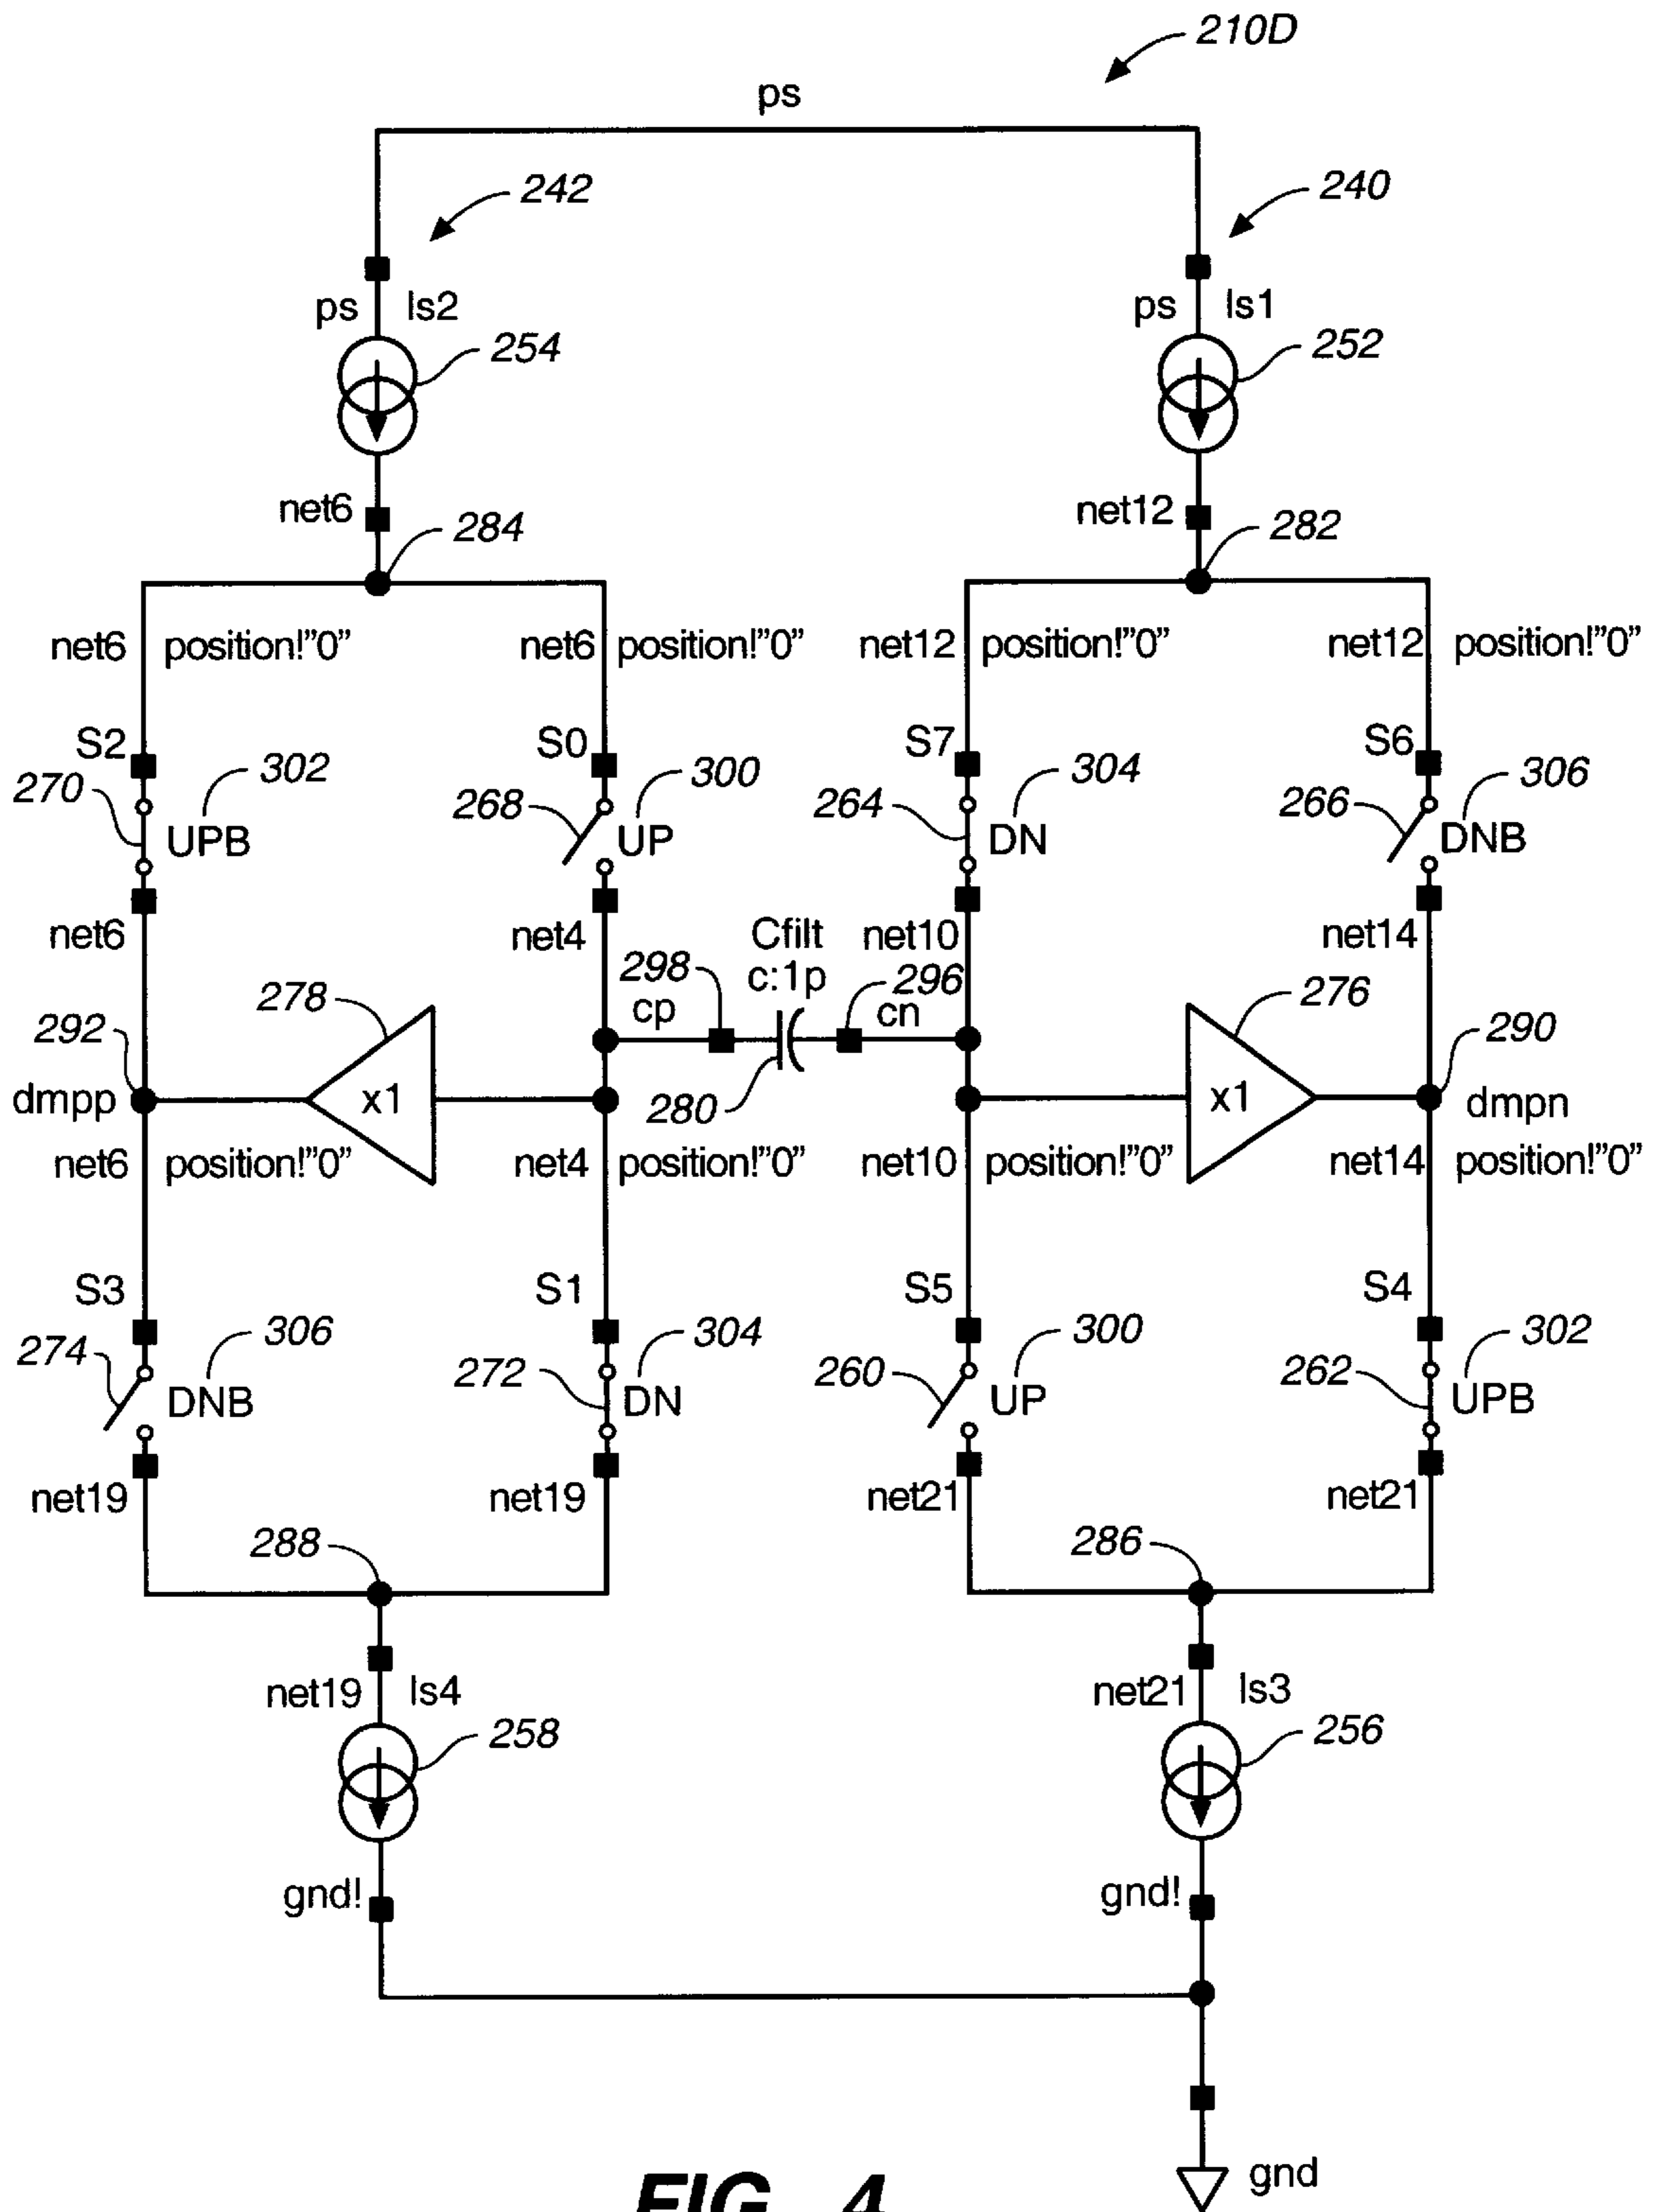 210D
ps
242
240
ps Is2
ps Is1
254
252
net6
net12
284
282
net6 position!"0" net6 position!"0" net12 position!"0" net12 position!"0"
S2 S0 S7 S6
270 302 268 300 264 304 266 306
UPB UP DN DNB
net6 net4 Cfilt net10 net14
298 c:1p 296
278 cp cn 276
292 290
dmpp x1 280 x1 dmpn
net6 position!"0" net4 position!"0" net10 position!"0" net14 position!"0"
S3 S1 S5 S4
274 306 272 304 260 300 262 302
DNB DN UP UPB
net19 net19 net21 net21
288 286
net19 Is4 net21 Is3
258 256
gnd! gnd!
gnd
FIG._4